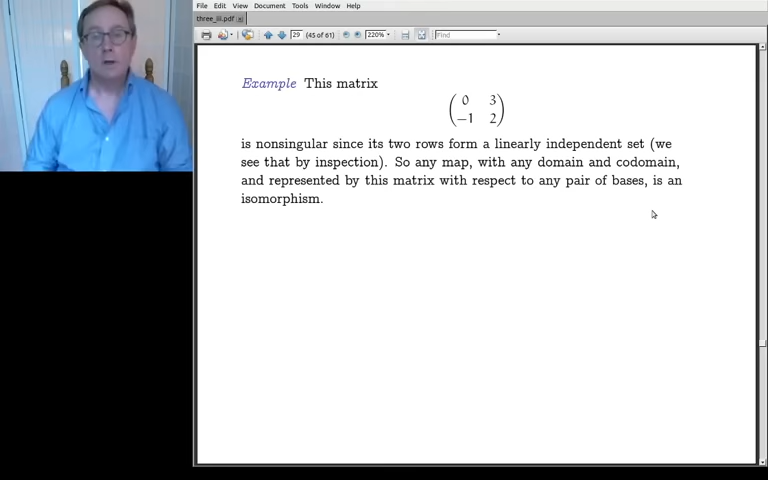 File Edit View Document Tools Window Help
three_iii.pdf
29 (45 of 61) 220% Find
Example This matrix
0 3
−1 2
is nonsingular since its two rows form a linearly independent set (we
see that by inspection). So any map, with any domain and codomain,
and represented by this matrix with respect to any pair of bases, is an
isomorphism.